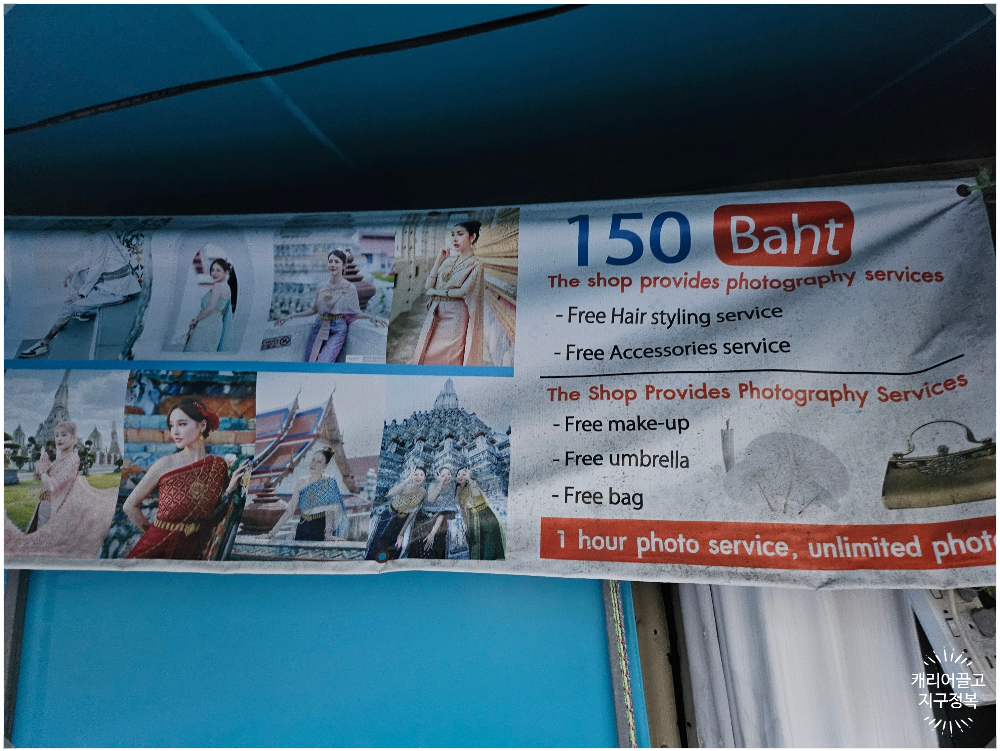 150 Baht
The shop provides photography services
- Free Hair styling service
- Free Accessories service
The Shop Provides Photography Services
- Free make-up
- Free umbrella
- Free bag
1 hour photo service, unlimited phot
캐리어끌고
지구정복